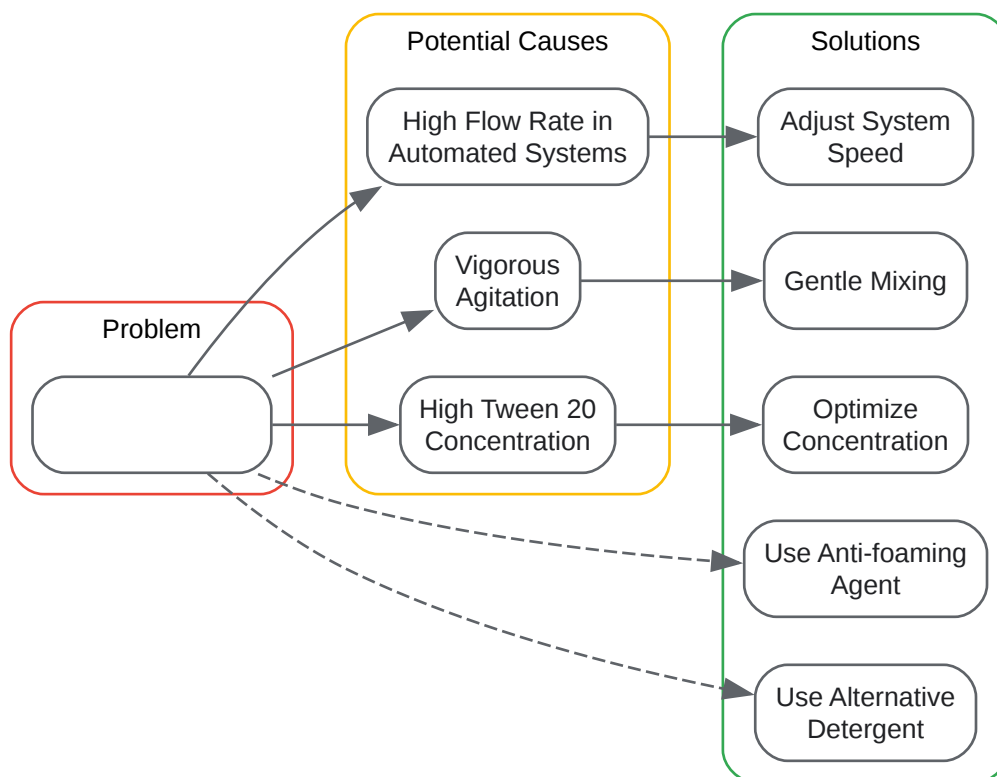 Potential Causes
Solutions
High Flow Rate in
Automated Systems
Adjust System
Speed
Vigorous
Agitation
Gentle Mixing
Problem
High Tween 20
Concentration
Optimize
Concentration
Use Anti-foaming
Agent
Use Alternative
Detergent